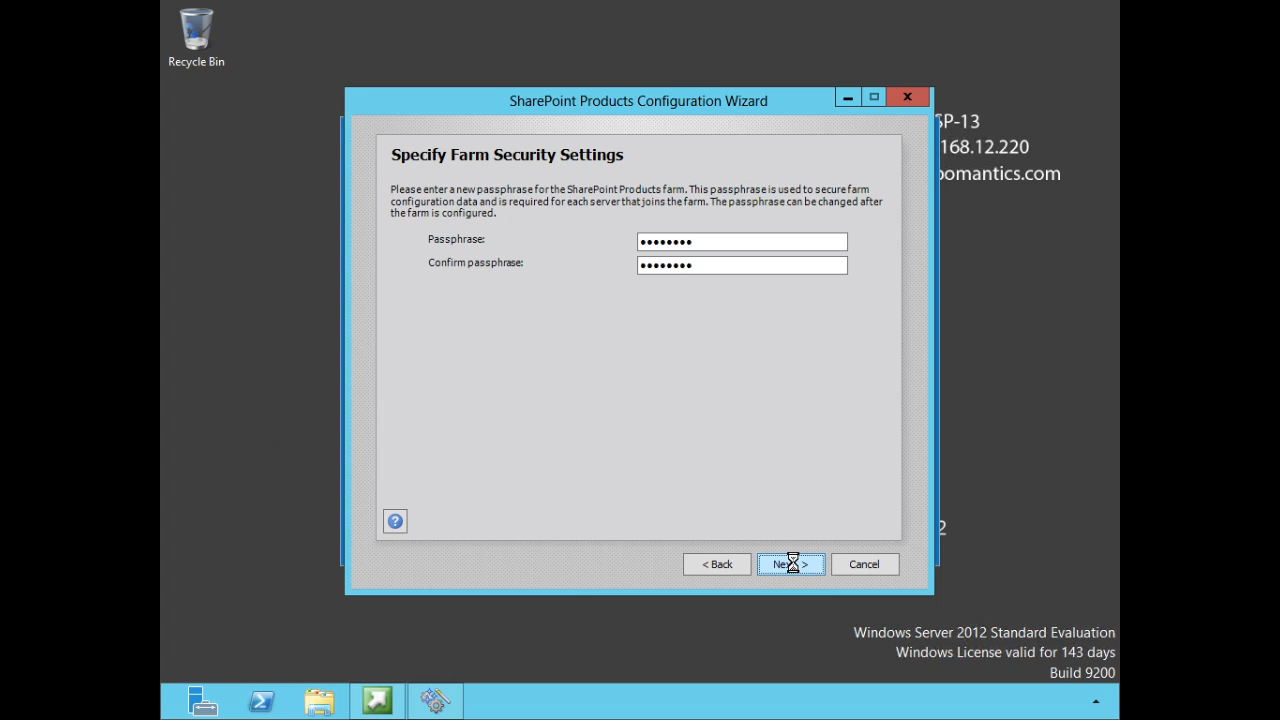 Recycle Bin
SharePoint Products Configuration Wizard
SP-13
168.12.220
omantics.com
Specify Farm Security Settings
Please enter a new passphrase for the SharePoint Products farm. This passphrase is used to secure farm
configuration data and is required for each server that joins the farm. The passphrase can be changed after
the farm is configured.
Passphrase: ••••••••
Confirm passphrase: ••••••••
2
< Back
Next >
Cancel
Windows Server 2012 Standard Evaluation
Windows License valid for 143 days
Build 9200